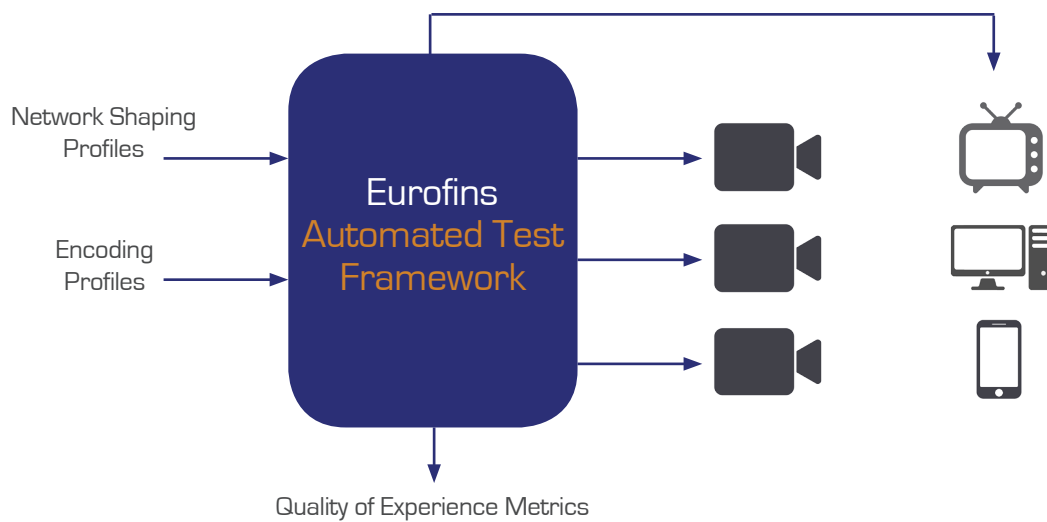 Network Shaping
Profiles
Encoding
Profiles
Eurofins
Automated Test
Framework
Quality of Experience Metrics